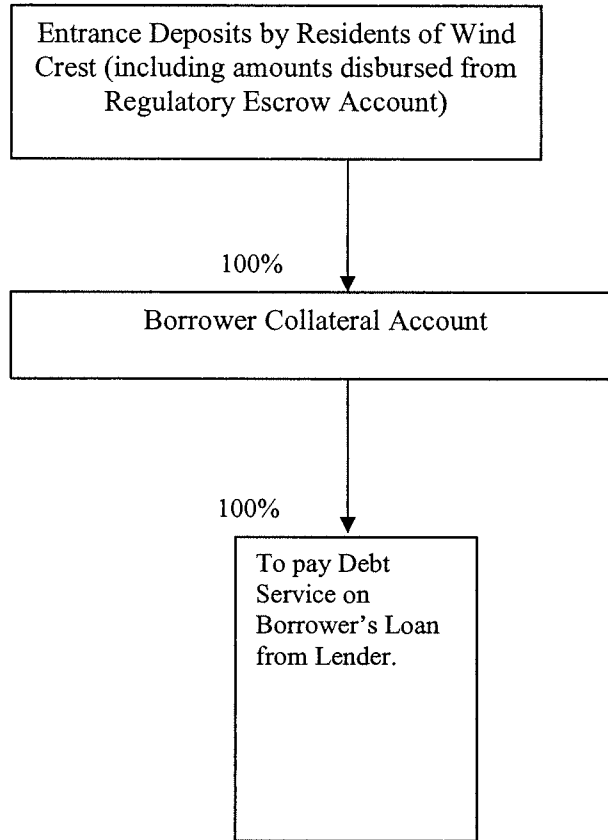 Entrance Deposits by Residents of Wind
Crest (including amounts disbursed from
Regulatory Escrow Account)
100%
Borrower Collateral Account
100%
To pay Debt
Service on
Borrower's Loan
from Lender.